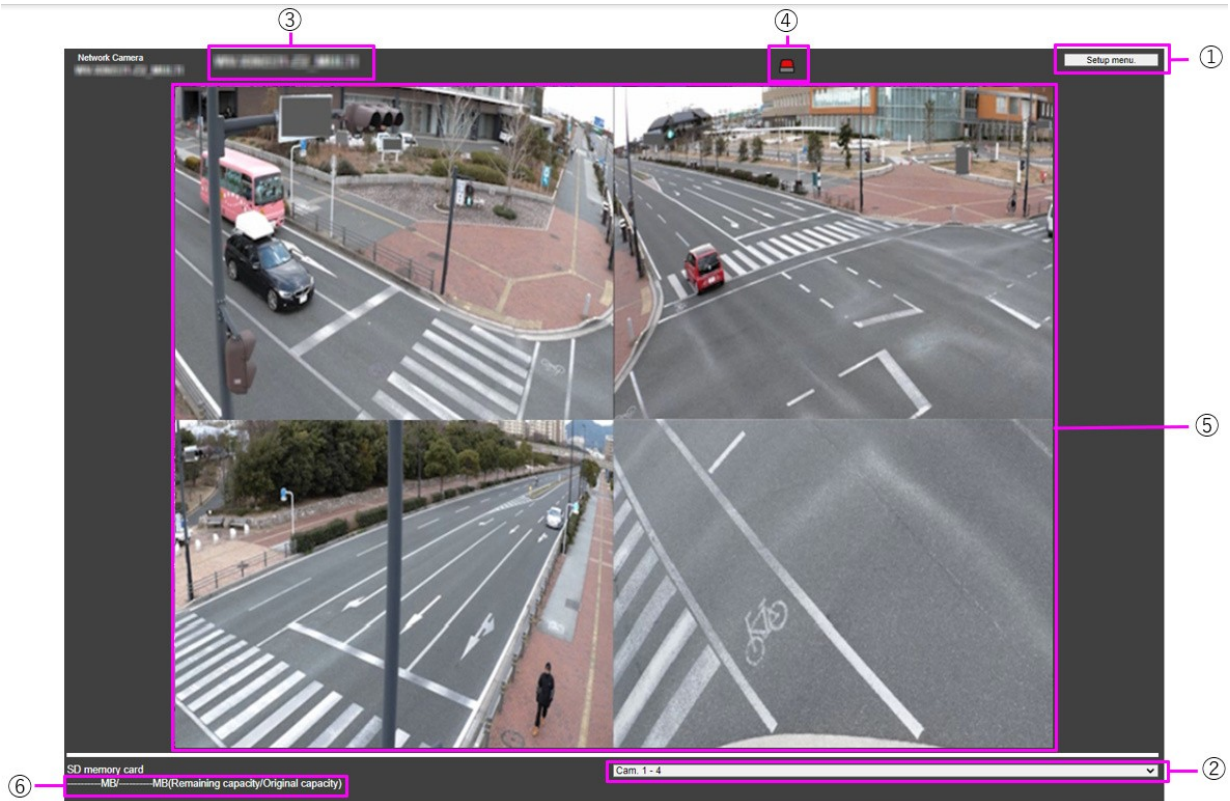 ③
④
Network Camera
Setup menu.
①
⑤
SD memory card
Cam. 1 - 4
②
⑥
MB/ MB(Remaining capacity/Original capacity)